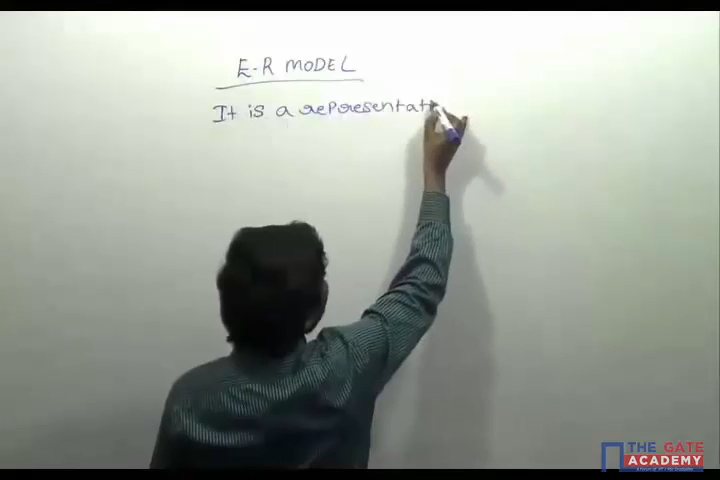 E-R MODEL
It is a representat
THE GATE
ACADEMY